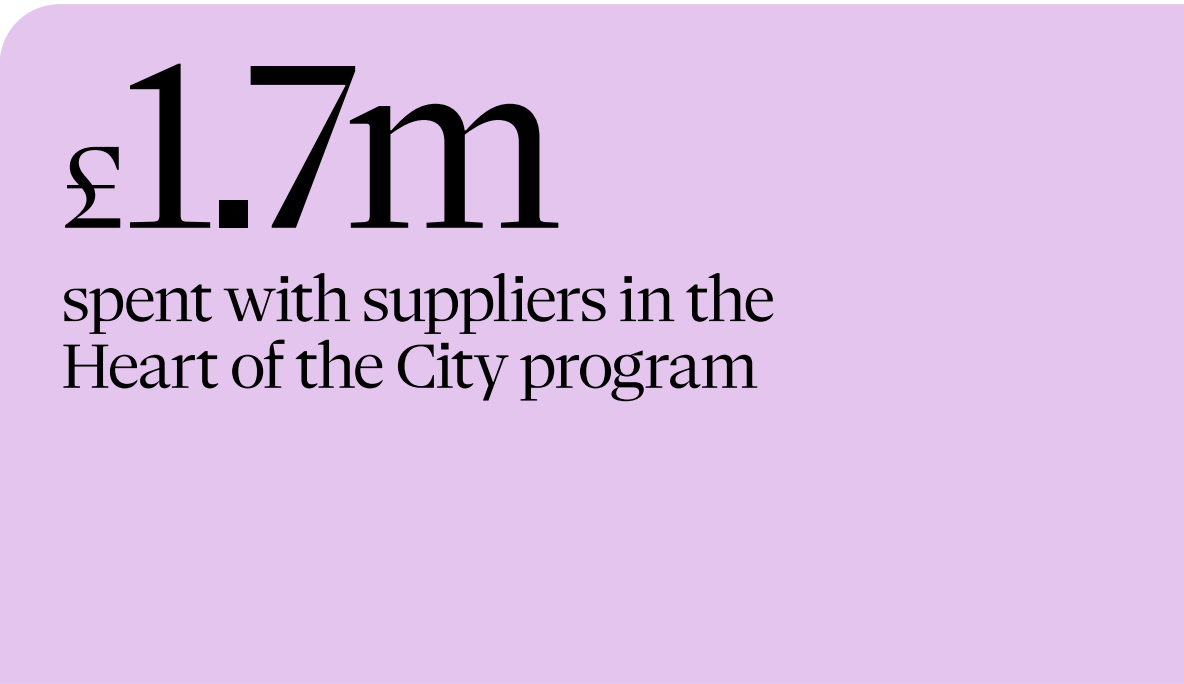 £1.7m
spent with suppliers in the
Heart of the City program